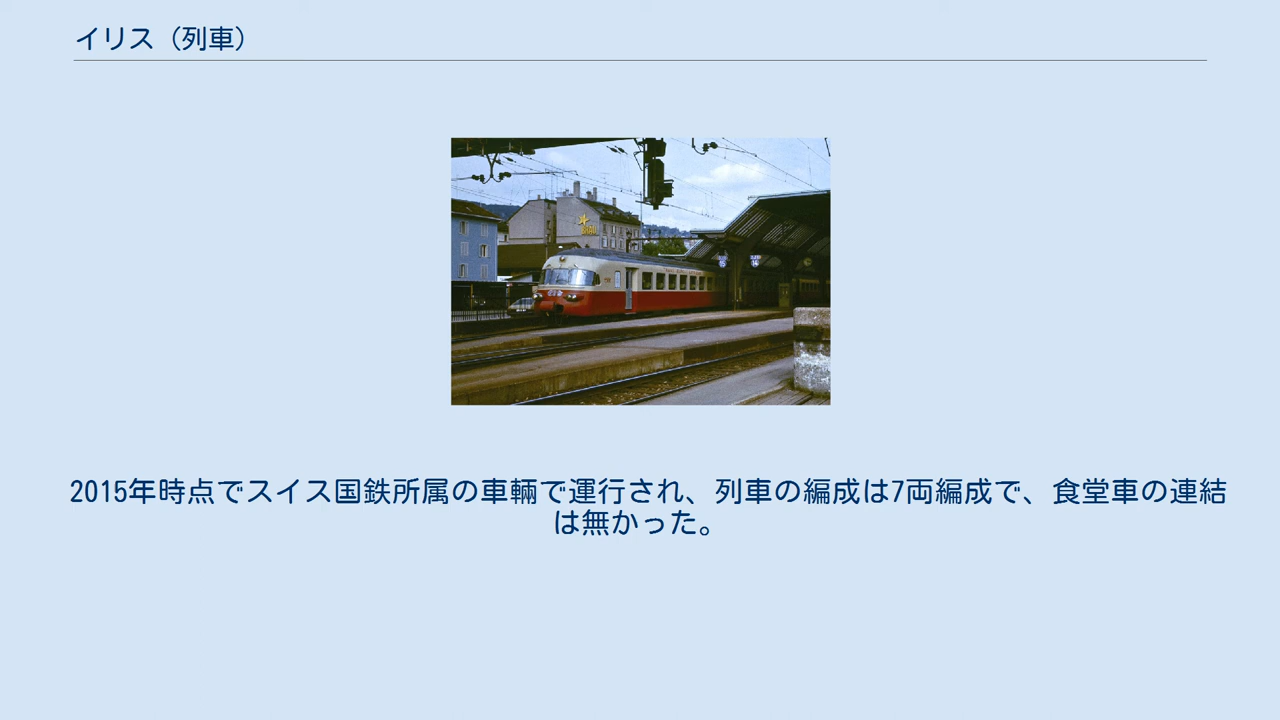 イリス（列車）
2015年時点でスイス国鉄所属の車輛で運行され、列車の編成は7両編成で、食堂車の連結
は無かった。